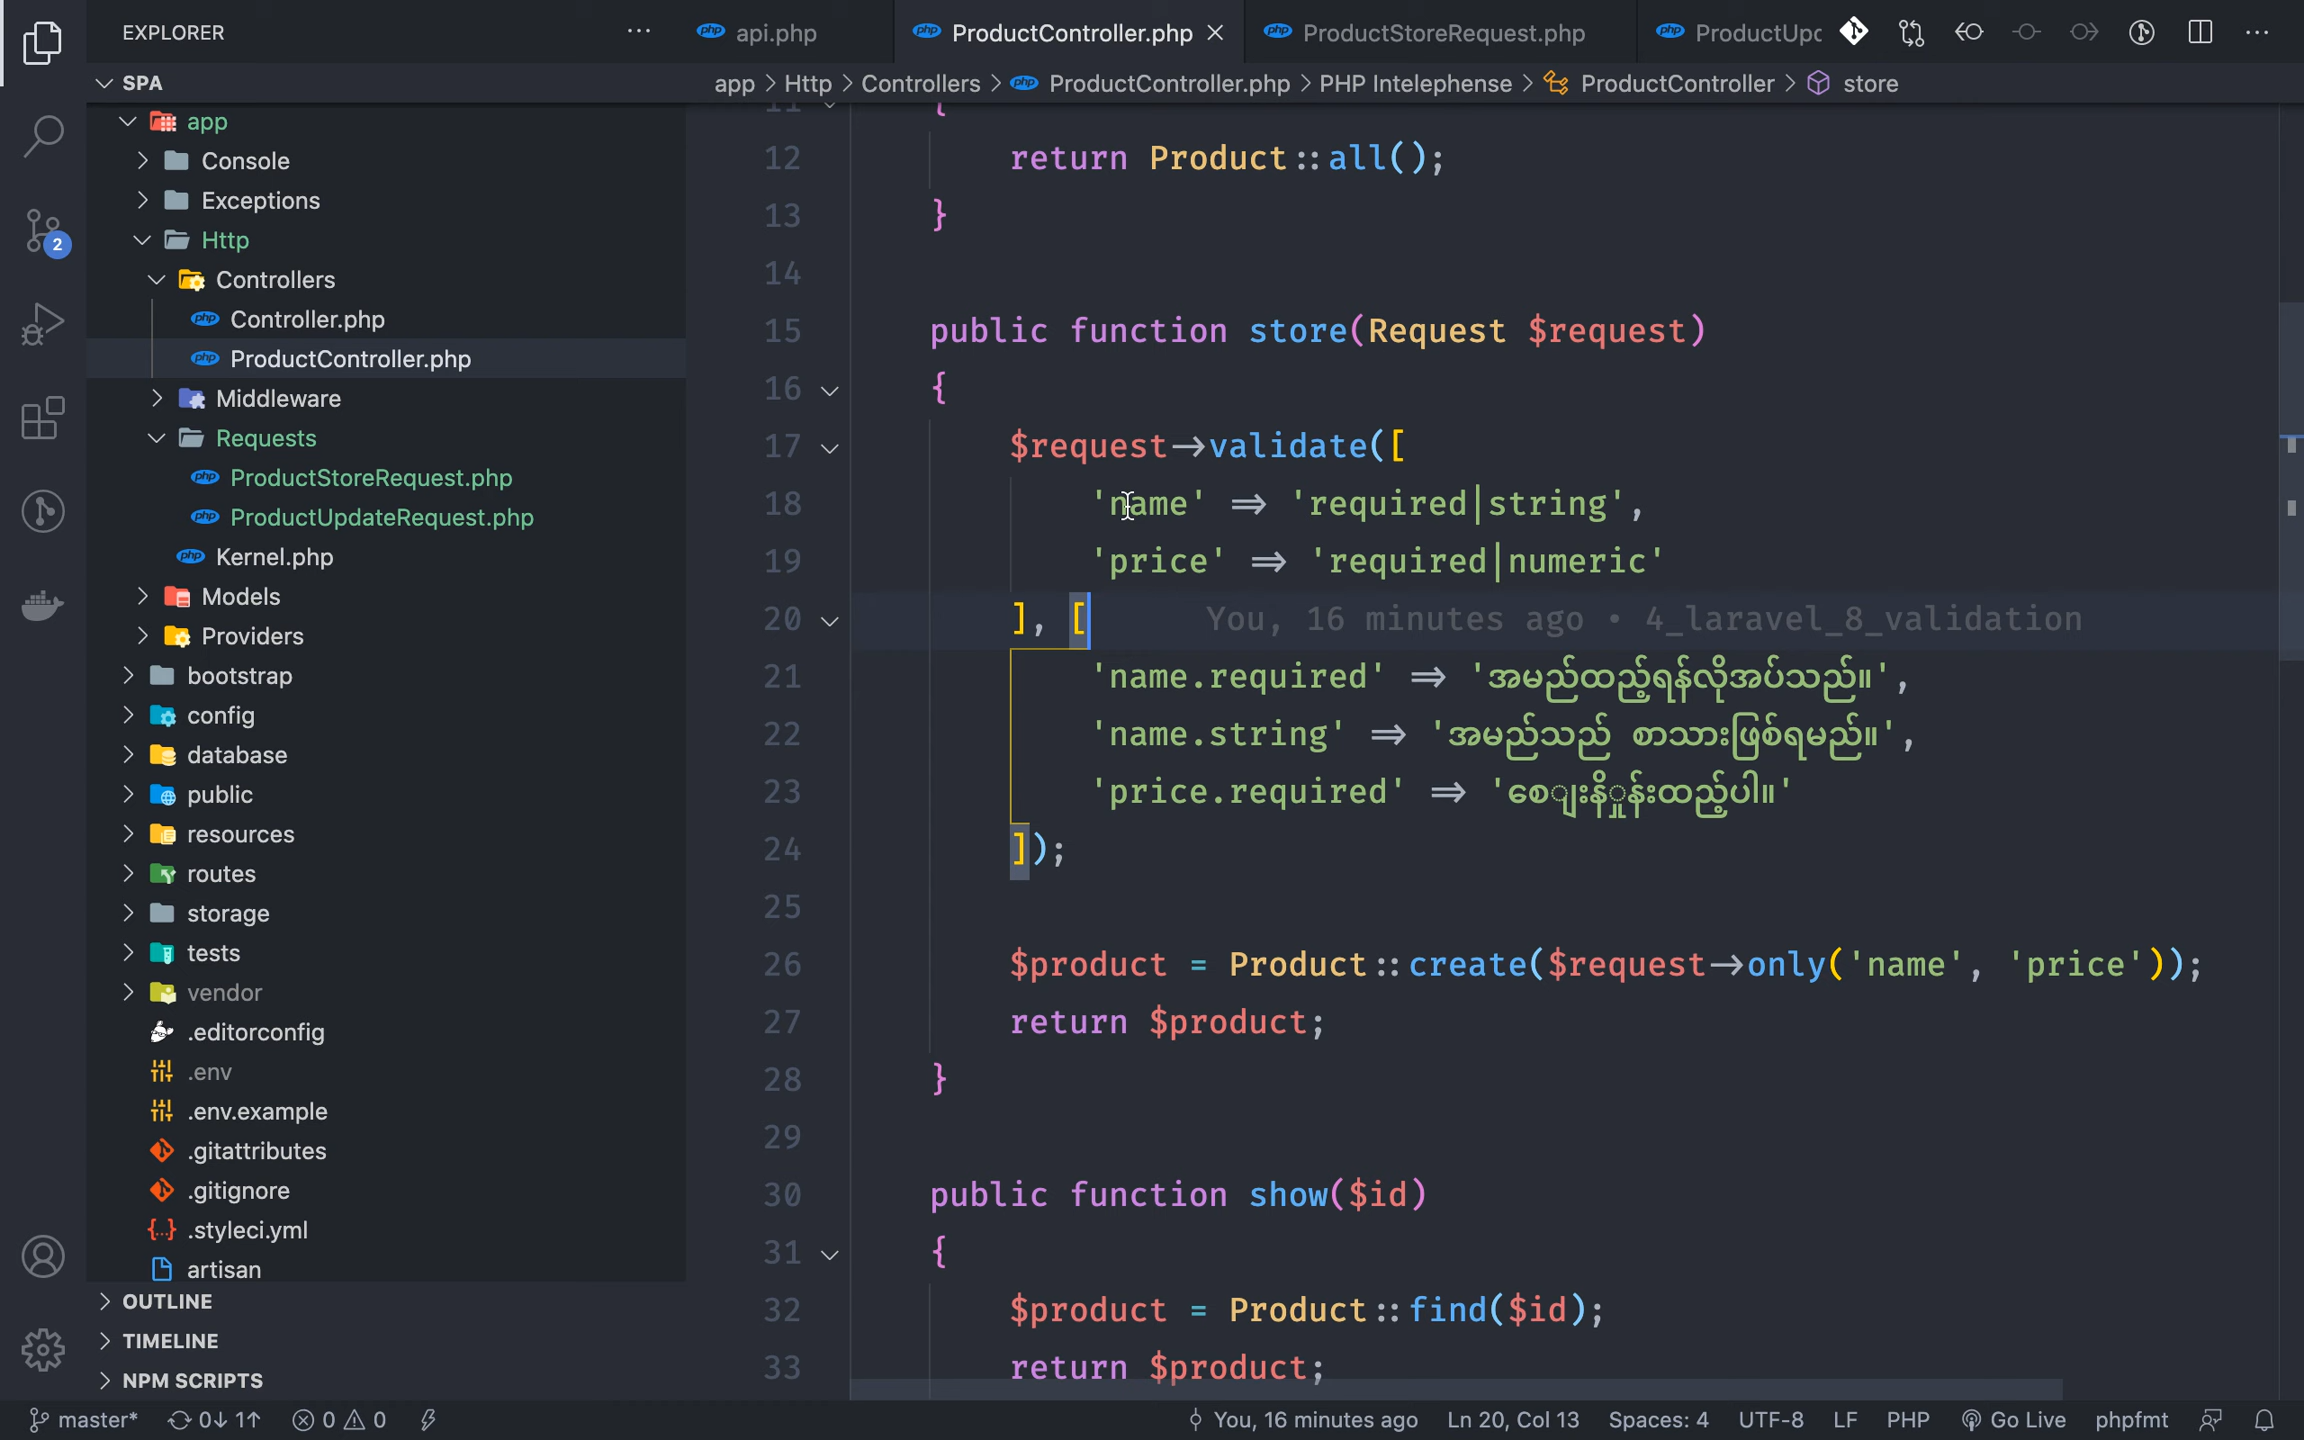 EXPLORER
api.php
ProductController.php
ProductStoreRequest.php
ProductUpc
SPA
app > Http > Controllers > ProductController.php > PHP Intelephense > ProductController > store
app
Console
Exceptions
Http
Controllers
Controller.php
ProductController.php
Middleware
Requests
ProductStoreRequest.php
ProductUpdateRequest.php
Kernel.php
Models
Providers
bootstrap
config
database
public
resources
routes
storage
tests
vendor
.editorconfig
.env
.env.example
.gitattributes
.gitignore
.styleci.yml
artisan
OUTLINE
TIMELINE
NPM SCRIPTS
2
11 {
12 return Product::all();
13 }
14
15 public function store(Request $request)
16 {
17 $request->validate([
18 'name' => 'required|string',
19 'price' => 'required|numeric'
20 ], [ You, 16 minutes ago • 4_laravel_8_validation
21 'name.required' => 'အမည်ထည့်ရန်လိုအပ်သည်။',
22 'name.string' => 'အမည်သည် စာသားဖြစ်ရမည်။',
23 'price.required' => 'စေျးနိှုန်းထည့်ပါ။'
24 ]);
25
26 $product = Product::create($request->only('name', 'price'));
27 return $product;
28 }
29
30 public function show($id)
31 {
32 $product = Product::find($id);
33 return $product;
master* 0↓ 1↑ 0 0 You, 16 minutes ago Ln 20, Col 13 Spaces: 4 UTF-8 LF PHP Go Live phpfmt